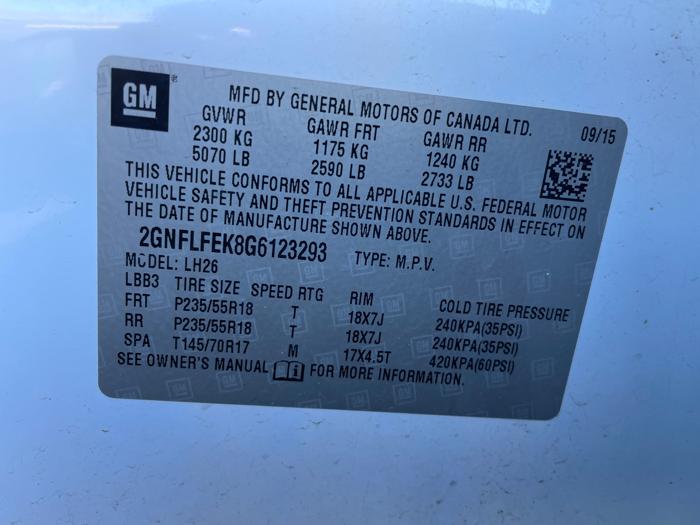 GM
MFD BY GENERAL MOTORS OF CANADA LTD. 09/15
GVWR GAWR FRT GAWR RR
2300 KG 1175 KG 1240 KG
5070 LB 2590 LB 2733 LB
THIS VEHICLE CONFORMS TO ALL APPLICABLE U.S. FEDERAL MOTOR
VEHICLE SAFETY AND THEFT PREVENTION STANDARDS IN EFFECT ON
THE DATE OF MANUFACTURE SHOWN ABOVE.
2GNFLFEK8G6123293 TYPE: M.P.V.
MODEL: LH26
LBB3 TIRE SIZE SPEED RTG RIM COLD TIRE PRESSURE
FRT P235/55R18 T 18X7J 240KPA(35PSI)
RR P235/55R18 T 18X7J 240KPA(35PSI)
SPA T145/70R17 M 17X4.5T 420KPA(60PSI)
SEE OWNER'S MANUAL FOR MORE INFORMATION.